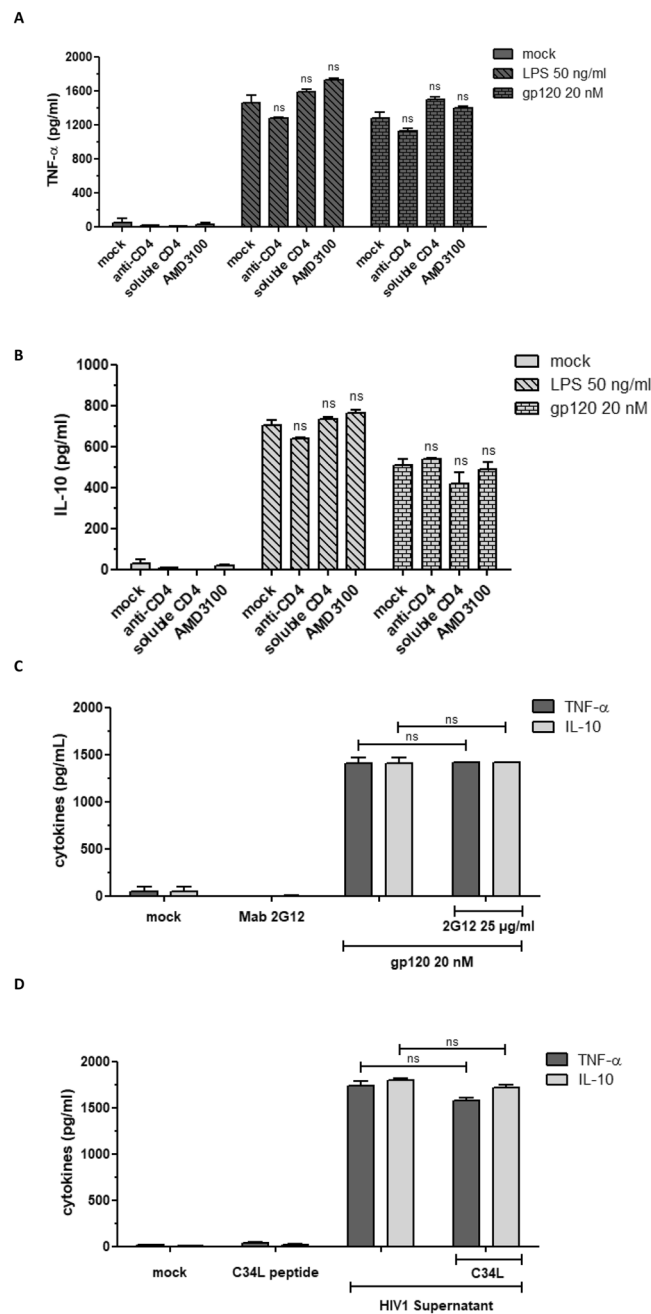 A
TNF-α (pg/ml)
2000
1600
1200
800
400
0
ns
ns
ns
ns
ns
ns
mock
LPS 50 ng/ml
gp120 20 nM
mock
anti-CD4
soluble CD4
AMD3100
mock
anti-CD4
soluble CD4
AMD3100
mock
anti-CD4
soluble CD4
AMD3100
B
IL-10 (pg/ml)
1000
800
600
400
200
0
ns
ns
ns
ns
ns
ns
mock
LPS 50 ng/ml
gp120 20 nM
mock
anti-CD4
soluble CD4
AMD3100
mock
anti-CD4
soluble CD4
AMD3100
mock
anti-CD4
soluble CD4
AMD3100
C
cytokines (pg/mL)
2000
1500
1000
500
0
ns
ns
TNF-α
IL-10
mock
Mab 2G12
2G12 25 µg/ml
gp120 20 nM
D
cytokines (pg/ml)
2000
1500
1000
500
0
ns
ns
TNF-α
IL-10
mock
C34L peptide
C34L
HIV1 Supernatant